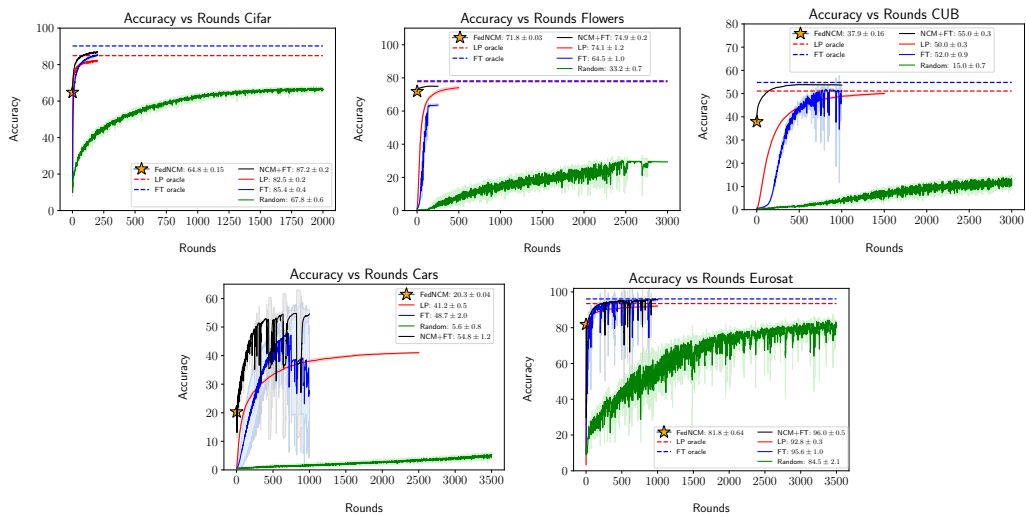 Accuracy vs Rounds Cifar
100
80
60
40
20
0
Accuracy
0 250 500 750 1000 1250 1500 1750 2000
Rounds
FedNCM: 64.8 ± 0.15
LP oracle
FT oracle
NCM+FT: 87.2 ± 0.2
LP: 82.5 ± 0.2
FT: 85.4 ± 0.4
Random: 67.8 ± 0.6
Accuracy vs Rounds Flowers
100
80
60
40
20
0
Accuracy
0 500 1000 1500 2000 2500 3000
Rounds
FedNCM: 71.8 ± 0.03
LP oracle
FT oracle
NCM+FT: 74.9 ± 0.2
LP: 74.1 ± 1.2
FT: 64.5 ± 1.0
Random: 33.2 ± 0.7
Accuracy vs Rounds CUB
80
70
60
50
40
30
20
10
0
Accuracy
0 500 1000 1500 2000 2500 3000
Rounds
FedNCM: 37.9 ± 0.16
LP oracle
FT oracle
NCM+FT: 55.0 ± 0.3
LP: 50.0 ± 0.3
FT: 52.0 ± 0.9
Random: 15.0 ± 0.7
Accuracy vs Rounds Cars
60
50
40
30
20
10
0
Accuracy
0 500 1000 1500 2000 2500 3000 3500
Rounds
FedNCM: 20.3 ± 0.04
LP: 41.2 ± 0.5
FT: 48.7 ± 2.0
Random: 5.6 ± 0.8
NCM+FT: 54.8 ± 1.2
Accuracy vs Rounds Eurosat
100
80
60
40
20
0
Accuracy
0 500 1000 1500 2000 2500 3000 3500
Rounds
FedNCM: 81.8 ± 0.64
LP oracle
FT oracle
NCM+FT: 96.0 ± 0.5
LP: 92.8 ± 0.3
FT: 95.6 ± 1.0
Random: 84.5 ± 2.1